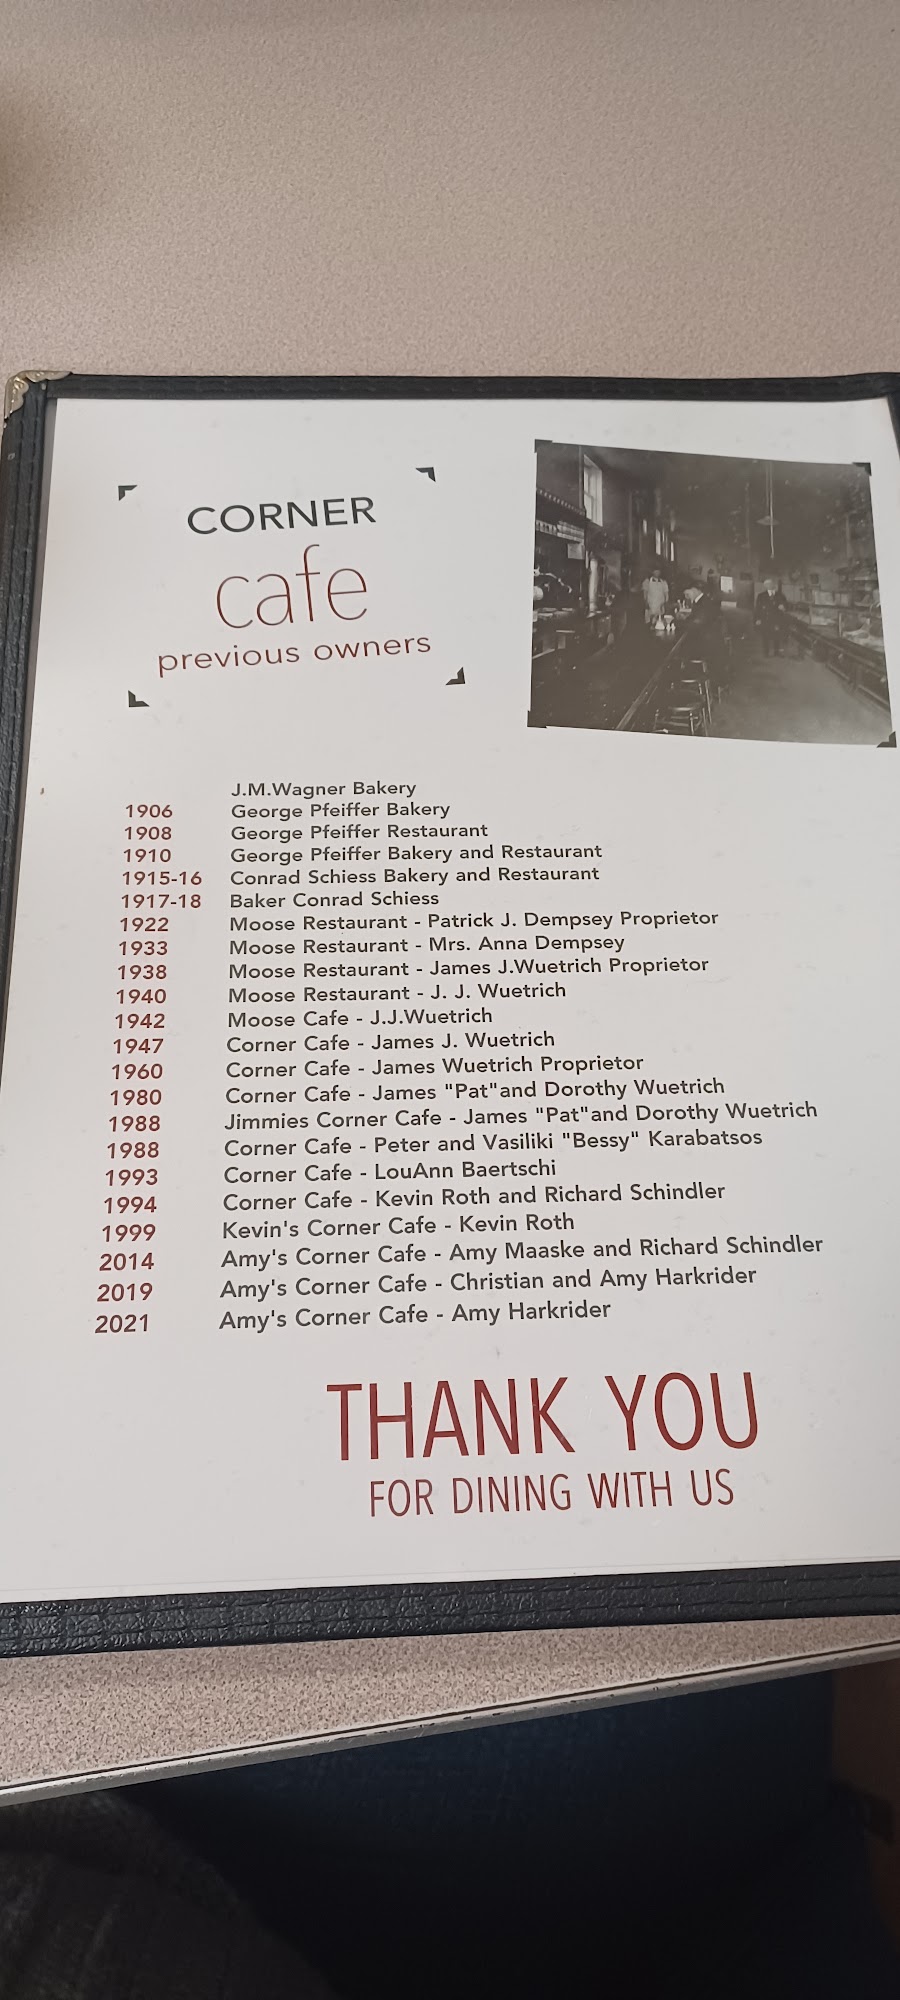 CORNER
cafe
previous owners
J.M.Wagner Bakery
1906 George Pfeiffer Bakery
1908 George Pfeiffer Restaurant
1910 George Pfeiffer Bakery and Restaurant
1915-16 Conrad Schiess Bakery and Restaurant
1917-18 Baker Conrad Schiess
1922 Moose Restaurant - Patrick J. Dempsey Proprietor
1933 Moose Restaurant - Mrs. Anna Dempsey
1938 Moose Restaurant - James J.Wuetrich Proprietor
1940 Moose Restaurant - J. J. Wuetrich
1942 Moose Cafe - J.J.Wuetrich
1947 Corner Cafe - James J. Wuetrich
1960 Corner Cafe - James Wuetrich Proprietor
1980 Corner Cafe - James "Pat"and Dorothy Wuetrich
1988 Jimmies Corner Cafe - James "Pat"and Dorothy Wuetrich
1988 Corner Cafe - Peter and Vasiliki "Bessy" Karabatsos
1993 Corner Cafe - LouAnn Baertschi
1994 Corner Cafe - Kevin Roth and Richard Schindler
1999 Kevin's Corner Cafe - Kevin Roth
2014 Amy's Corner Cafe - Amy Maaske and Richard Schindler
2019 Amy's Corner Cafe - Christian and Amy Harkrider
2021 Amy's Corner Cafe - Amy Harkrider
THANK YOU
FOR DINING WITH US